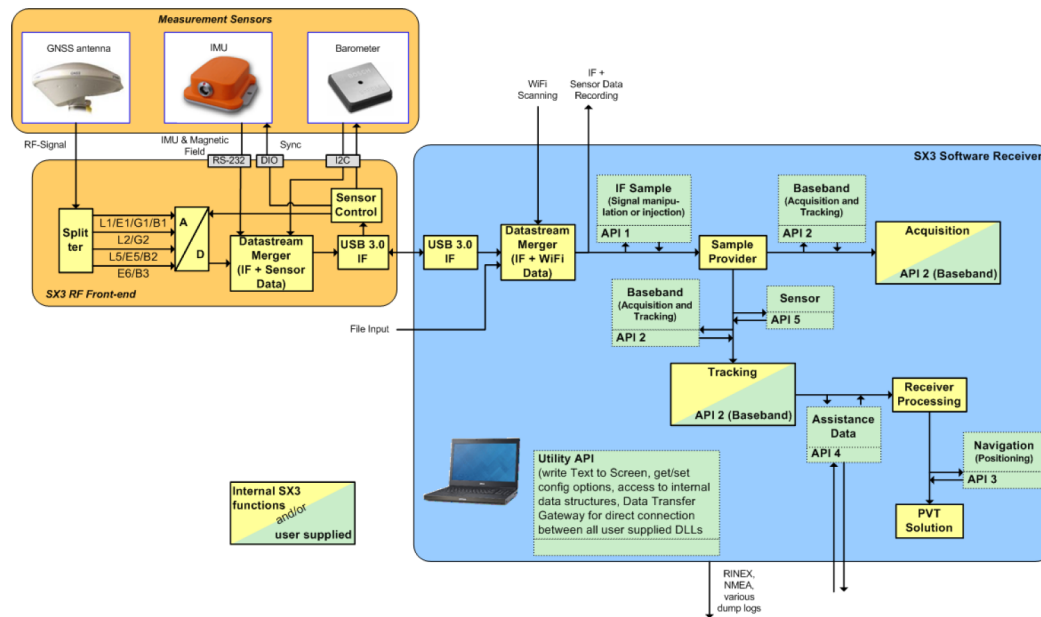 Measurement Sensors
GNSS antenna
IMU
Barometer
RF-Signal
IMU & Magnetic
Field
Sync
RS-232
DIO
I2C
Split
ter
L1/E1/G1/B1
L2/G2
L5/E5/B2
E6/B3
A
D
Datastream
Merger
(IF + Sensor
Data)
Sensor
Control
USB 3.0
IF
SX3 RF Front-end
WiFi
Scanning
IF +
Sensor Data
Recording
File Input
SX3 Software Receiver
USB 3.0
IF
Datastream
Merger
(IF + WiFi
Data)
IF Sample
(Signal manipu-
lation or injection)
API 1
Sample
Provider
Baseband
(Acquisition
and Tracking)
API 2
Acquisition
API 2 (Baseband)
Baseband
(Acquisition and
Tracking)
API 2
Sensor
API 5
Tracking
API 2 (Baseband)
Receiver
Processing
Assistance
Data
API 4
Navigation
(Positioning)
API 3
PVT
Solution
Utility API
(write Text to Screen, get/set
config options, access to internal
data structures, Data Transfer
Gateway for direct connection
between all user supplied DLLs
Internal SX3
functions
and/or
user supplied
RINEX,
NMEA,
various
dump logs